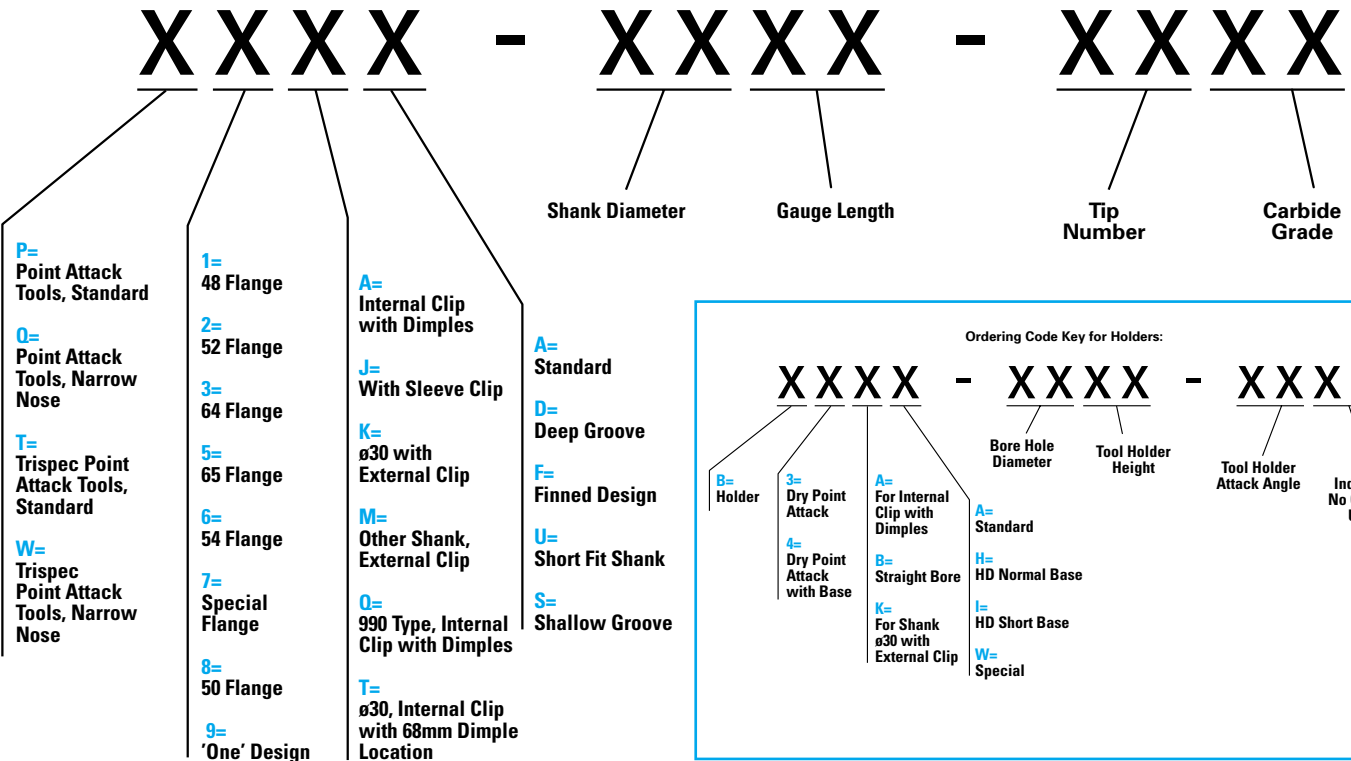 X X X X - X X X X - X X X X
Shank Diameter
Gauge Length
Tip
Number
Carbide
Grade
P=
Point Attack
Tools, Standard
Q=
Point Attack
Tools, Narrow
Nose
T=
Trispec Point
Attack Tools,
Standard
W=
Trispec
Point Attack
Tools, Narrow
Nose
1=
48 Flange
2=
52 Flange
3=
64 Flange
5=
65 Flange
6=
54 Flange
7=
Special
Flange
8=
50 Flange
9=
'One' Design
A=
Internal Clip
with Dimples
J=
With Sleeve Clip
K=
ø30 with
External Clip
M=
Other Shank,
External Clip
Q=
990 Type, Internal
Clip with Dimples
T=
ø30, Internal Clip
with 68mm Dimple
Location
A=
Standard
D=
Deep Groove
F=
Finned Design
U=
Short Fit Shank
S=
Shallow Groove
Ordering Code Key for Holders:
X X X X - X X X X - X X X
Bore Hole
Diameter
Tool Holder
Height
Tool Holder
Attack Angle
No
B=
Holder
3=
Dry Point
Attack
4=
Dry Point
Attack
with Base
A=
For Internal
Clip with
Dimples
B=
Straight Bore
K=
For Shank
ø30 with
External Clip
A=
Standard
H=
HD Normal Base
I=
HD Short Base
W=
Special